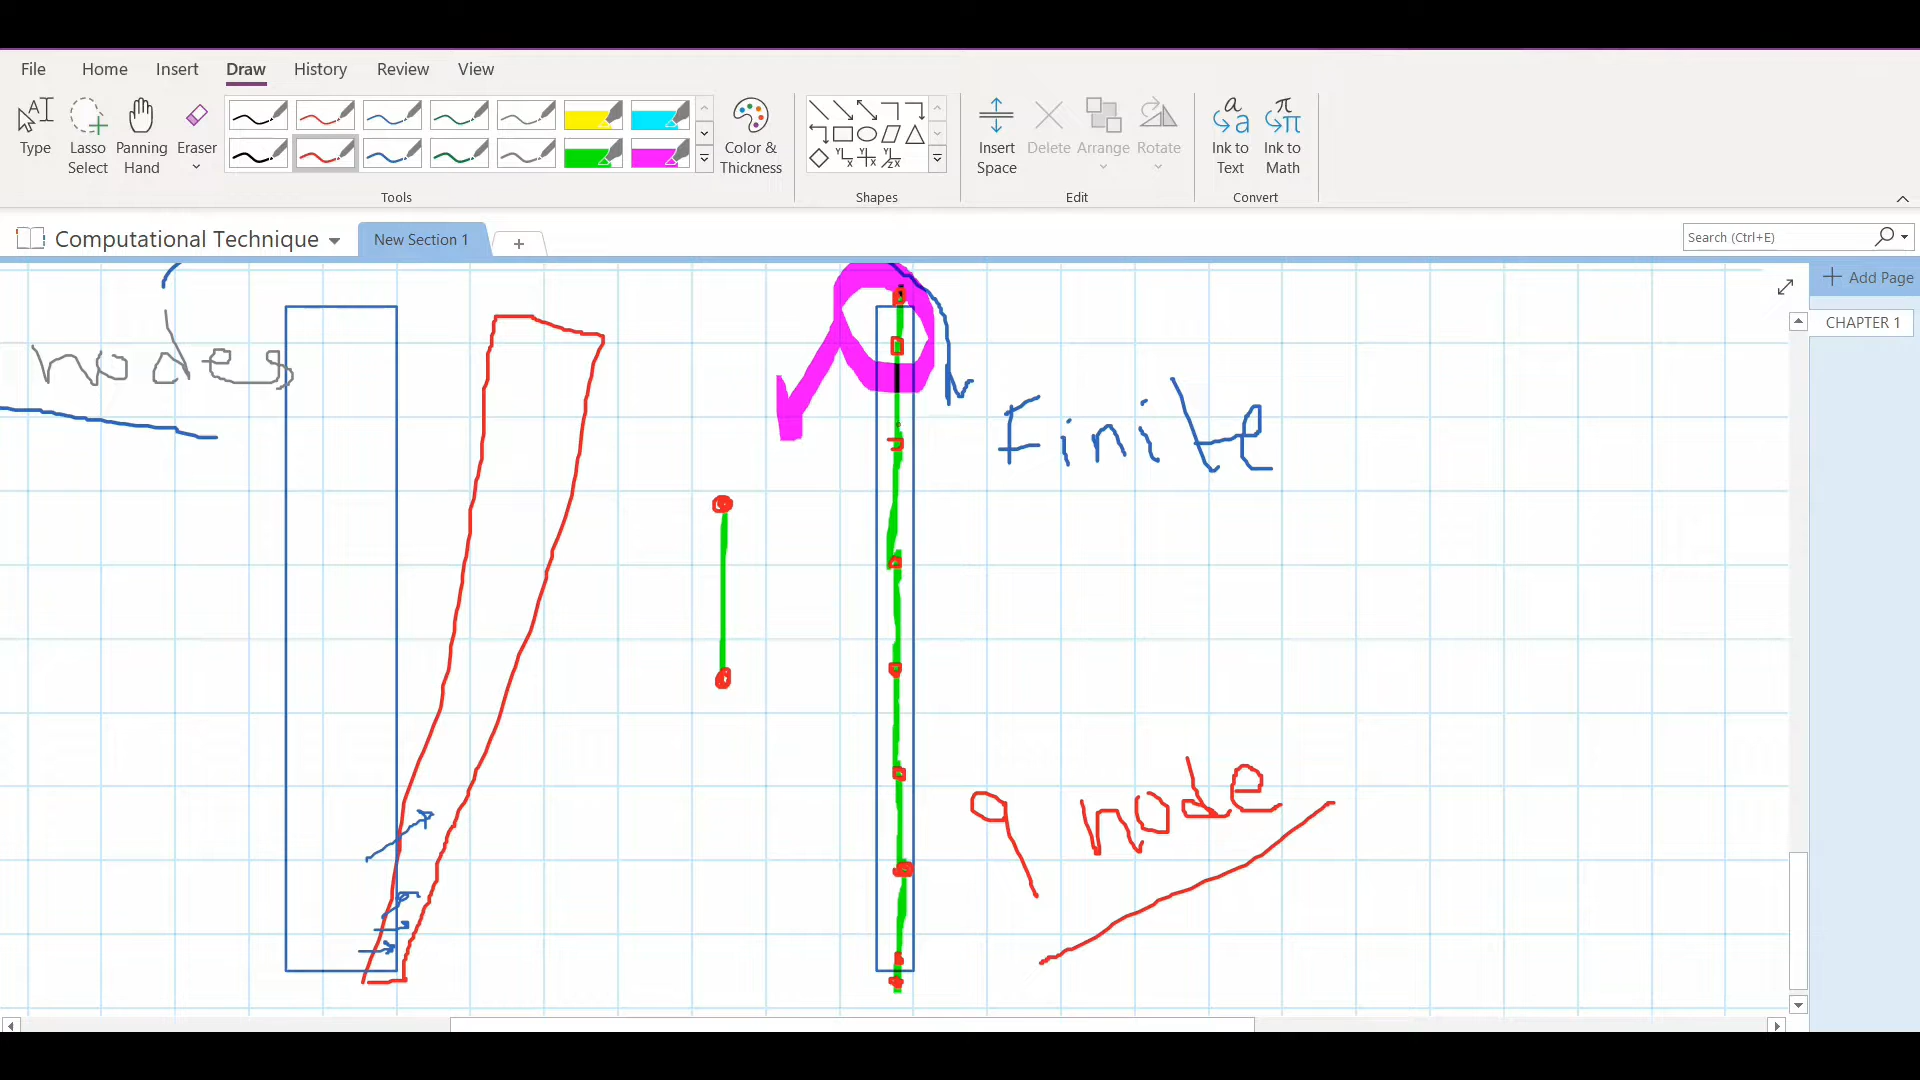 File Home Insert Draw History Review View
Type
Lasso Select
Panning Hand
Eraser
Color & Thickness
Insert Space
Delete
Arrange
Rotate
Ink to Text
Ink to Math
Tools Shapes Edit Convert
Computational Technique New Section 1 Search (Ctrl+E)
Add Page
CHAPTER 1
nodes
Finite
9 node